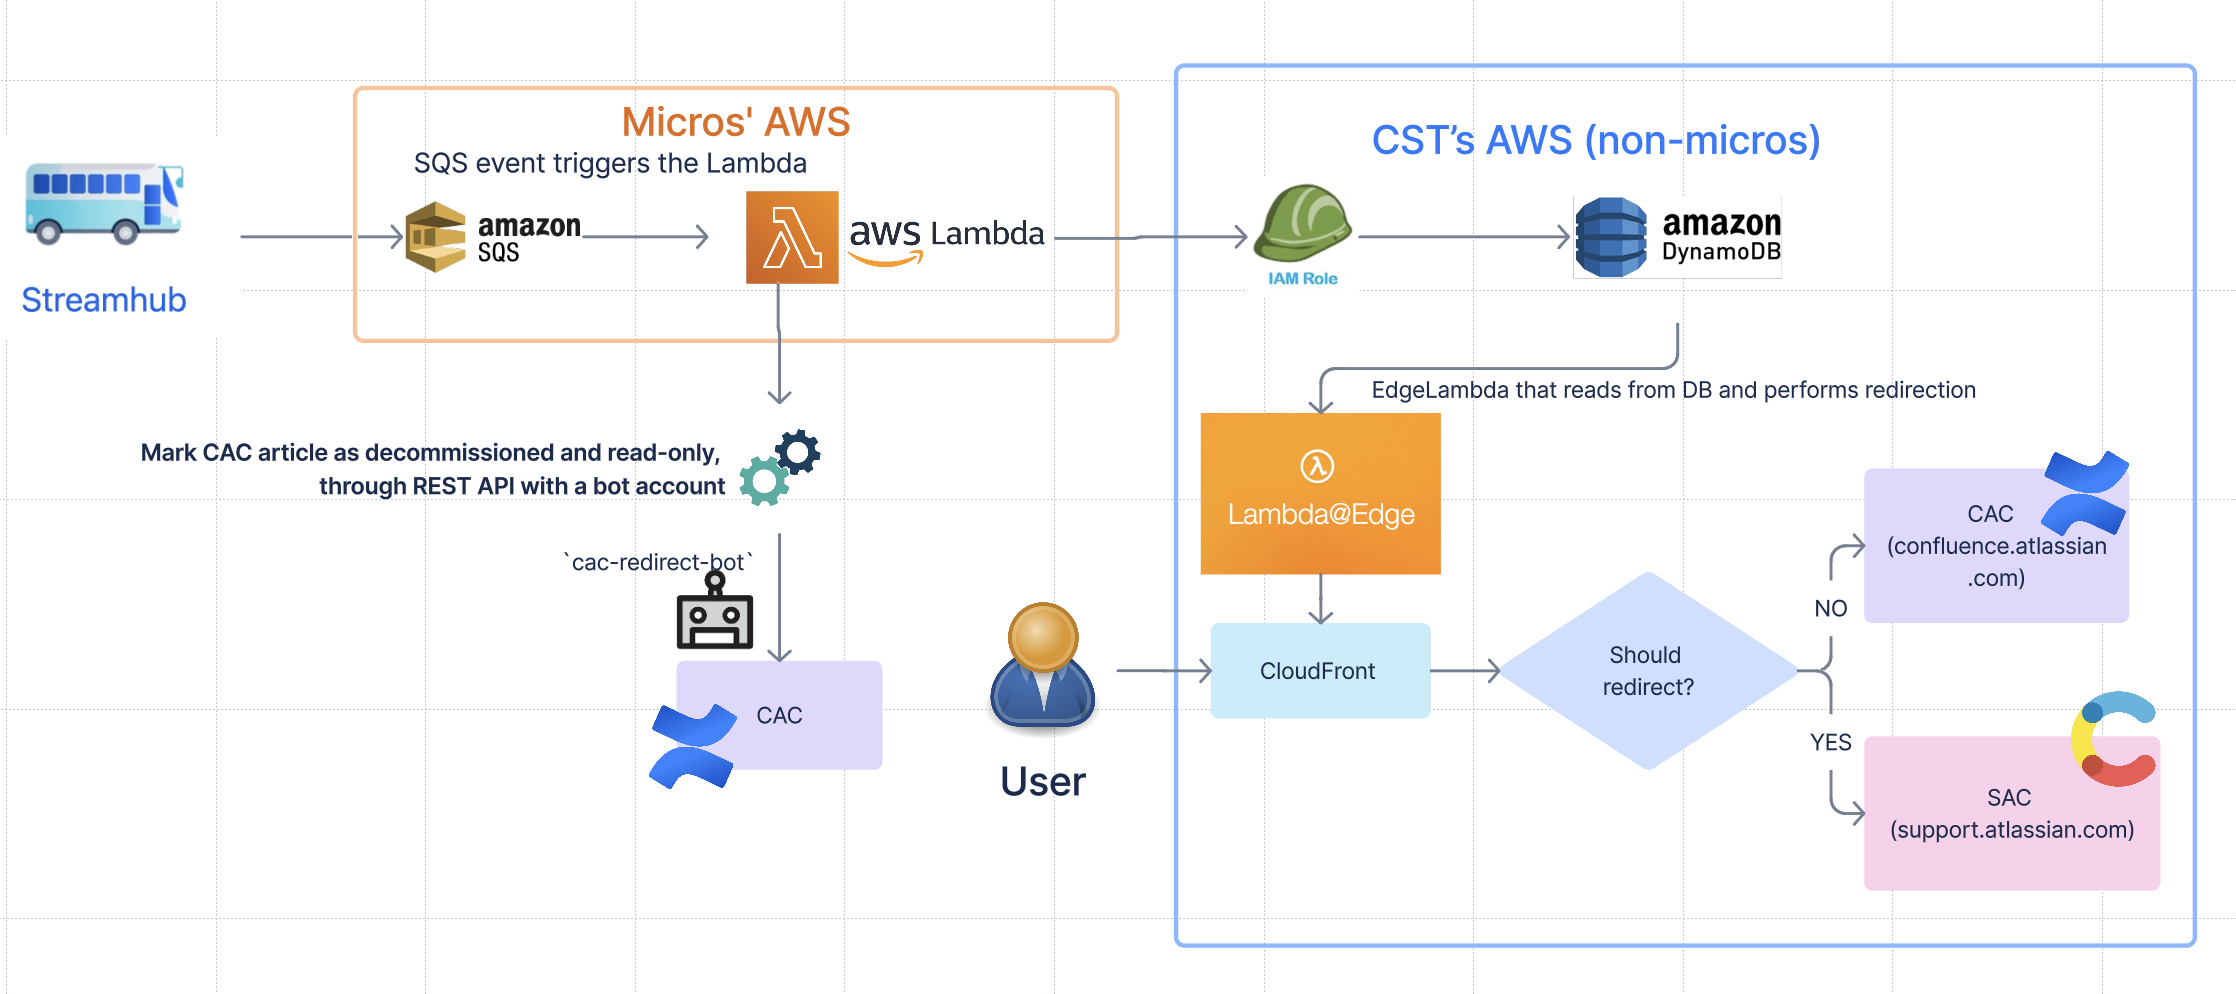 Micros' AWS
SQS event triggers the Lambda
Streamhub
amazon
SQS
aws Lambda
CST’s AWS (non-micros)
IAM Role
amazon
DynamoDB
EdgeLambda that reads from DB and performs redirection
Mark CAC article as decommissioned and read-only,
through REST API with a bot account
`cac-redirect-bot`
CAC
User
λ
Lambda@Edge
CloudFront
Should
redirect?
NO
YES
CAC
(confluence.atlassian
.com)
SAC
(support.atlassian.com)